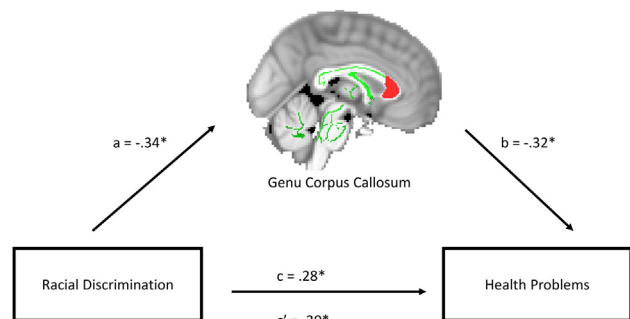 a = -.34*
b = -.32*
Genu Corpus Callosum
Racial Discrimination
c = .28*
Health Problems